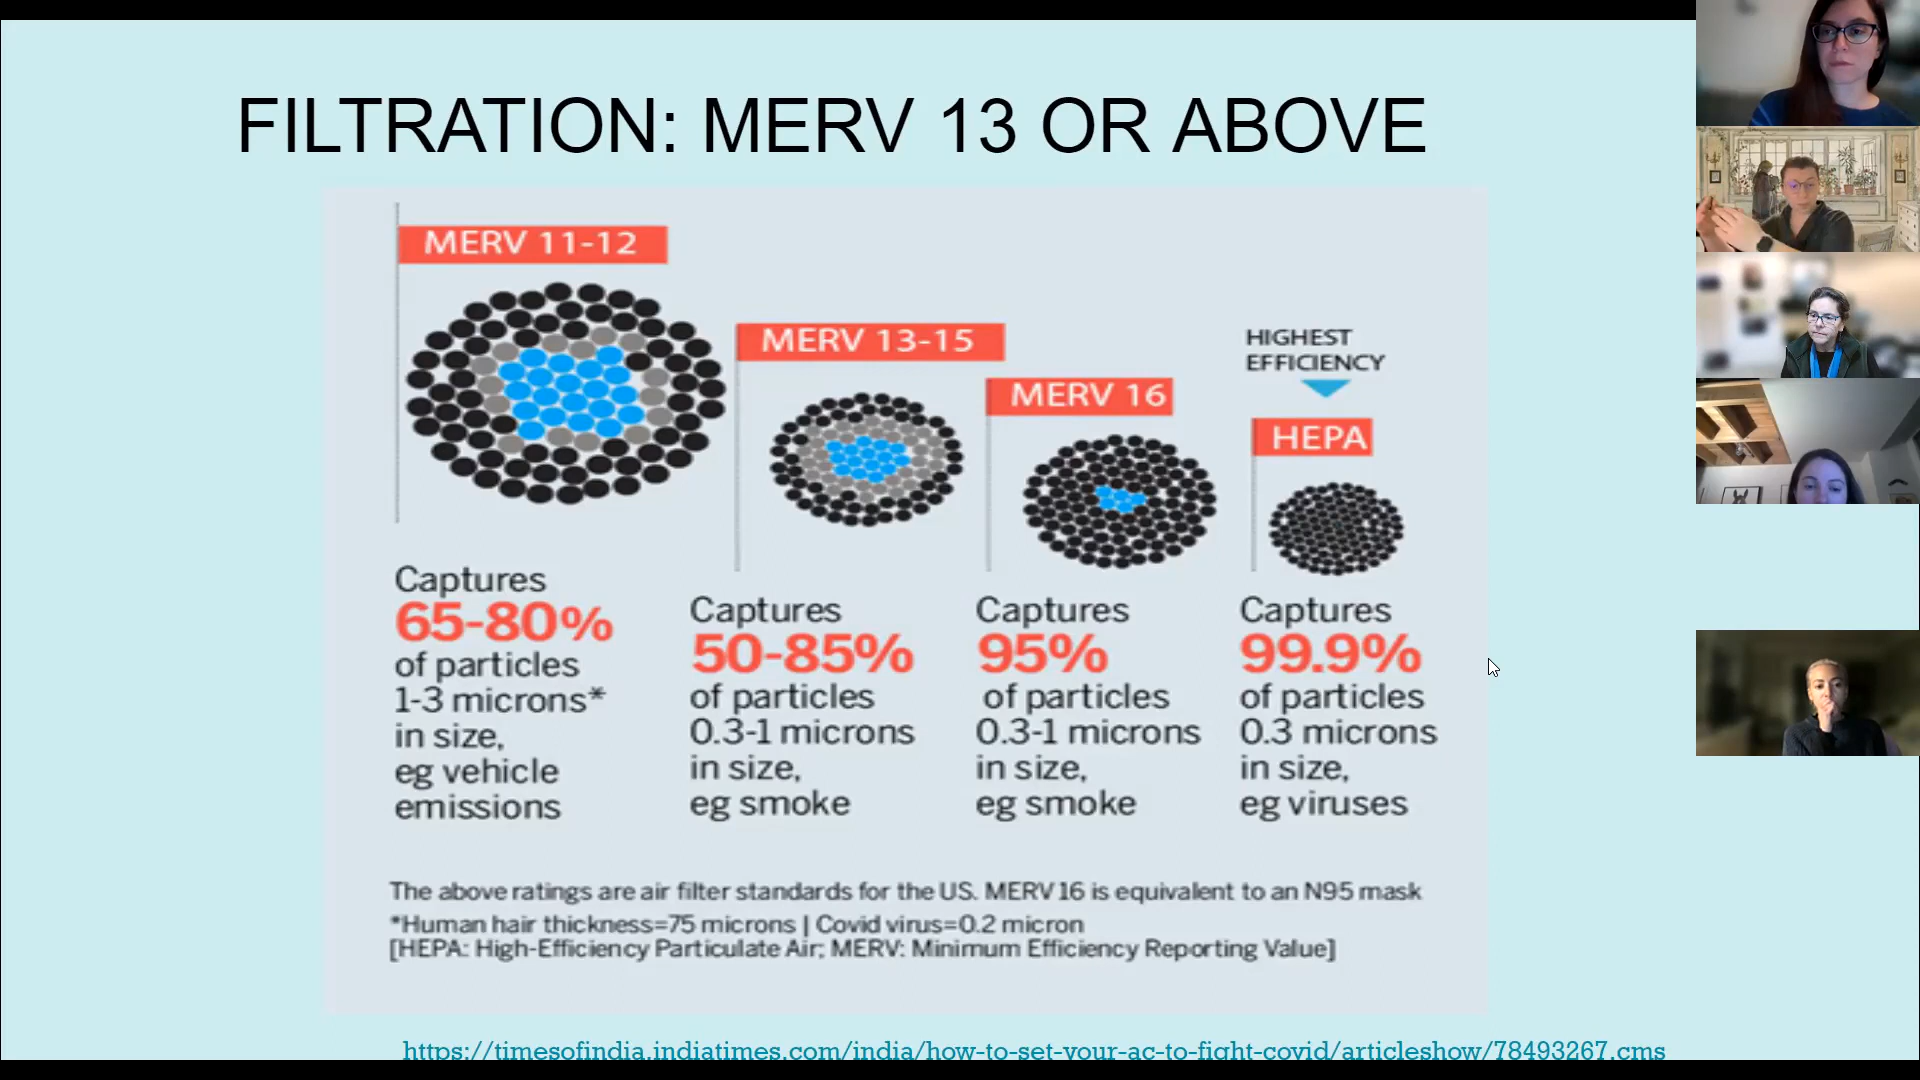 FILTRATION: MERV 13 OR ABOVE
MERV 11-12
Captures
65-80%
of particles
1-3 microns*
in size,
eg vehicle
emissions
MERV 13-15
Captures
50-85%
of particles
0.3-1 microns
in size,
eg smoke
MERV 16
Captures
95%
of particles
0.3-1 microns
in size,
eg smoke
HIGHEST
EFFICIENCY
HEPA
Captures
99.9%
of particles
0.3 microns
in size,
eg viruses
The above ratings are air filter standards for the US. MERV 16 is equivalent to an N95 mask
*Human hair thickness=75 microns | Covid virus=0.2 micron
[HEPA: High-Efficiency Particulate Air; MERV: Minimum Efficiency Reporting Value]
https://timesofindia.indiatimes.com/india/how-to-set-your-ac-to-fight-covid/articleshow/78493267.cms